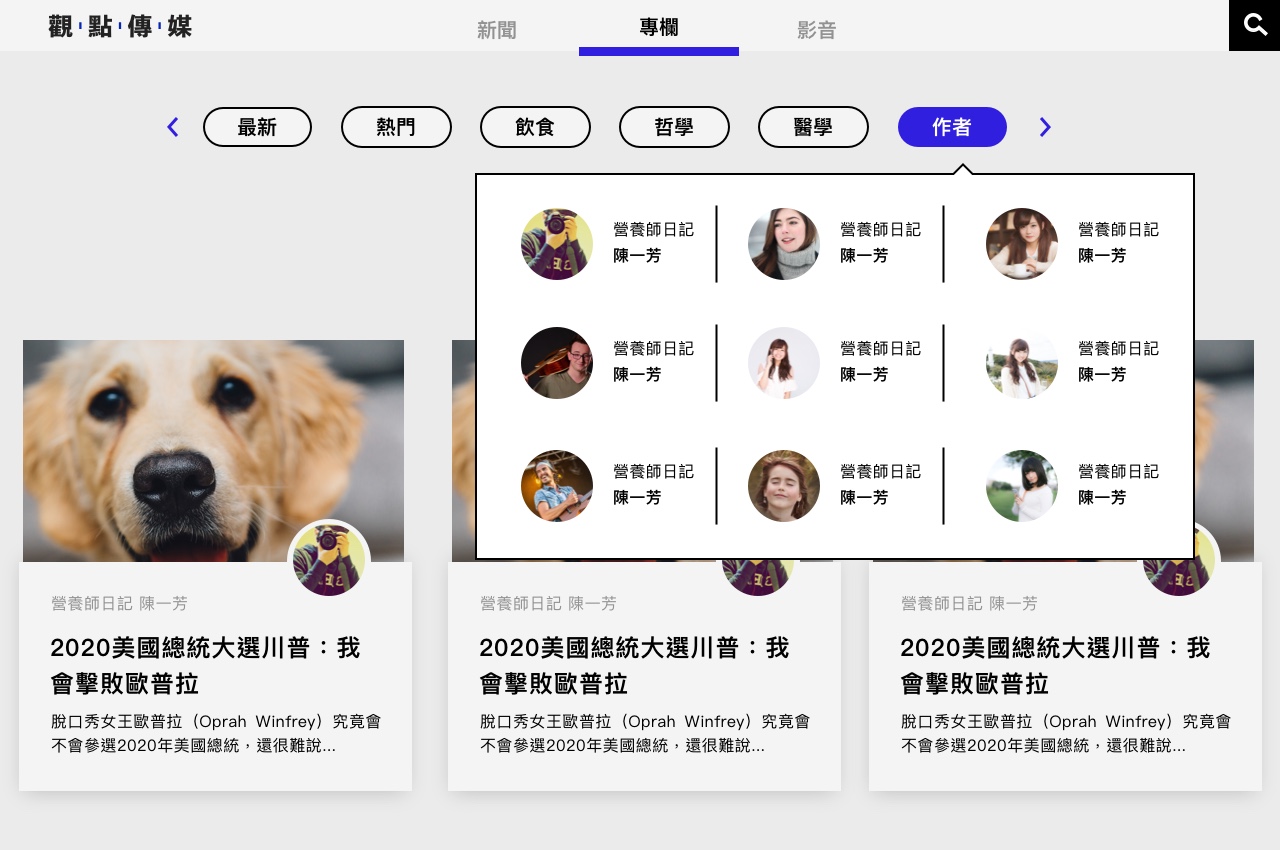 觀·點·傳·媒
新聞
專欄
影音
最新
熱門
飲食
哲學
醫學
作者
營養師日記
陳一芳
營養師日記
陳一芳
營養師日記
陳一芳
營養師日記
陳一芳
營養師日記
陳一芳
營養師日記
陳一芳
營養師日記
陳一芳
營養師日記
陳一芳
營養師日記
陳一芳
營養師日記 陳一芳
2020美國總統大選川普：我
會擊敗歐普拉
脫口秀女王歐普拉（Oprah Winfrey）究竟會
不會參選2020年美國總統，還很難說...
營養師日記 陳一芳
2020美國總統大選川普：我
會擊敗歐普拉
脫口秀女王歐普拉（Oprah Winfrey）究竟會
不會參選2020年美國總統，還很難說...
營養師日記 陳一芳
2020美國總統大選川普：我
會擊敗歐普拉
脫口秀女王歐普拉（Oprah Winfrey）究竟會
不會參選2020年美國總統，還很難說...